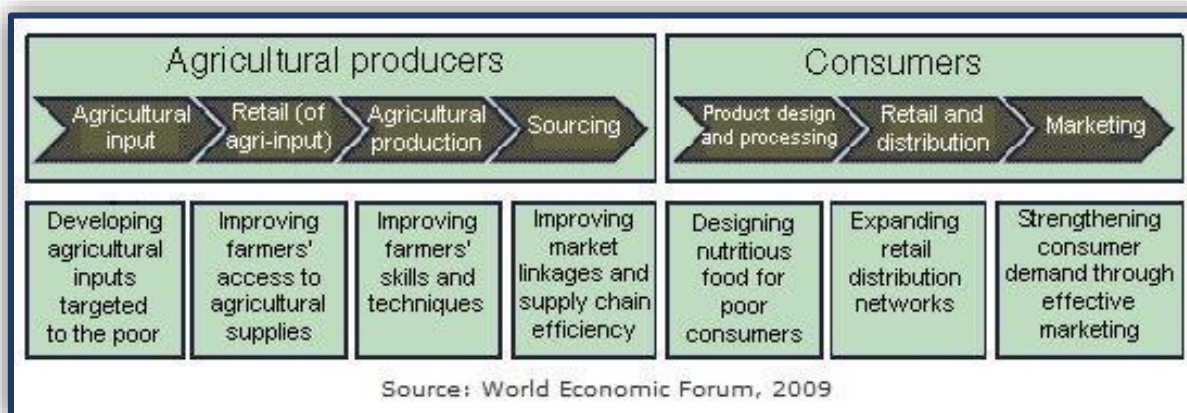 Agricultural producers
Agricultural
input
Retail (of
agri-input)
Agricultural
production
Sourcing
Consumers
Product design
and processing
Retail and
distribution
Marketing
Developing
agricultural
inputs
targeted
to the poor
Improving
farmers'
access to
agricultural
supplies
Improving
farmers'
skills and
techniques
Improving
market
linkages and
supply chain
efficiency
Designing
nutritious
food for
poor
consumers
Expanding
retail
distribution
networks
Strengthening
consumer
demand through
effective
marketing
Source: World Economic Forum, 2009